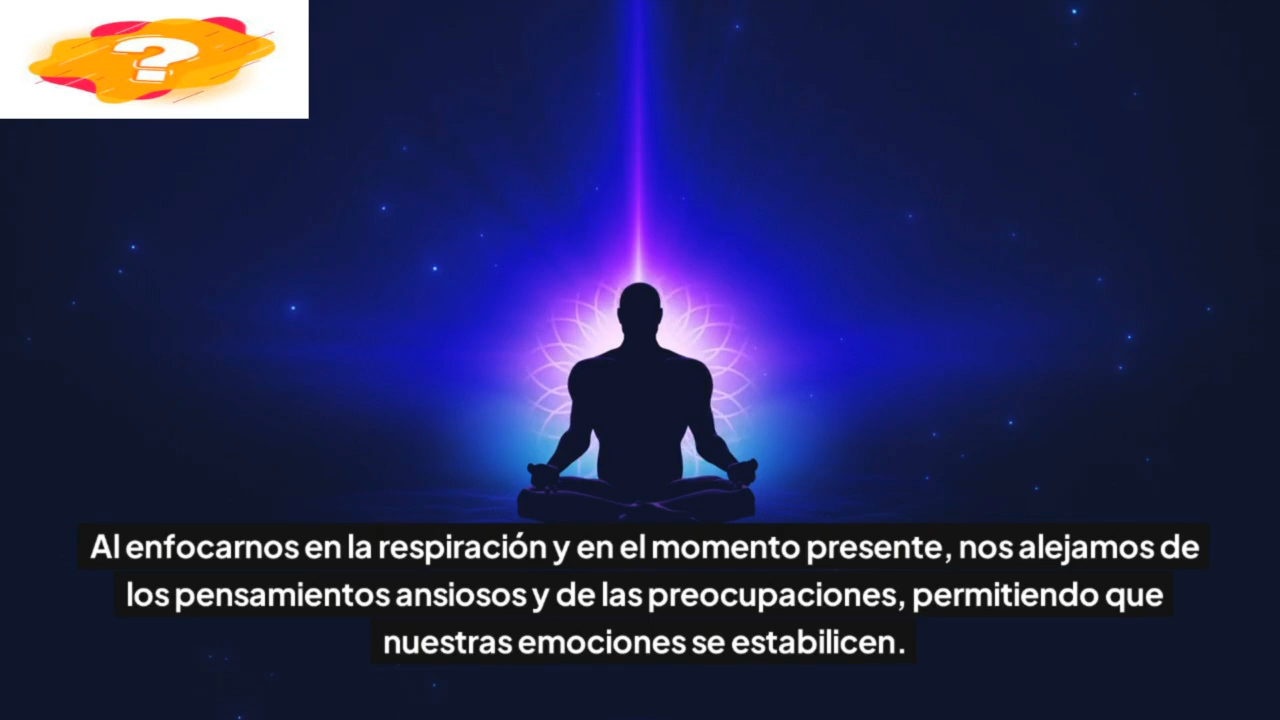 ?
Al enfocarnos en la respiración y en el momento presente, nos alejamos de
los pensamientos ansiosos y de las preocupaciones, permitiendo que
nuestras emociones se estabilicen.